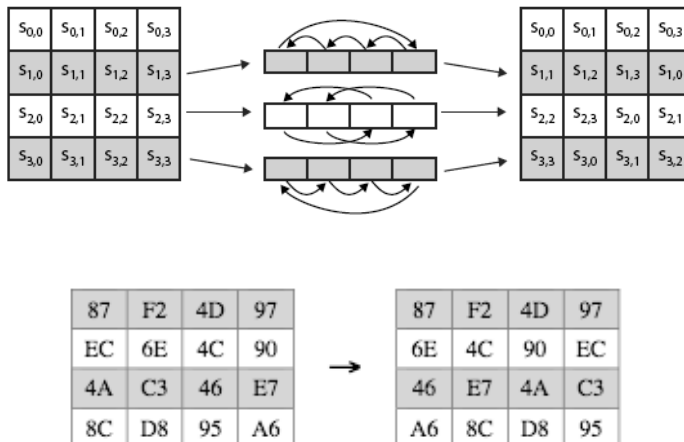 S0,0 S0,1 S0,2 S0,3 S0,0 S0,1 S0,2 S0,3
S1,0 S1,1 S1,2 S1,3 S1,1 S1,2 S1,3 S1,0
S2,0 S2,1 S2,2 S2,3 S2,2 S2,3 S2,0 S2,1
S3,0 S3,1 S3,2 S3,3 S3,3 S3,0 S3,1 S3,2
87 F2 4D 97 87 F2 4D 97
EC 6E 4C 90 6E 4C 90 EC
4A C3 46 E7 46 E7 4A C3
8C D8 95 A6 A6 8C D8 95